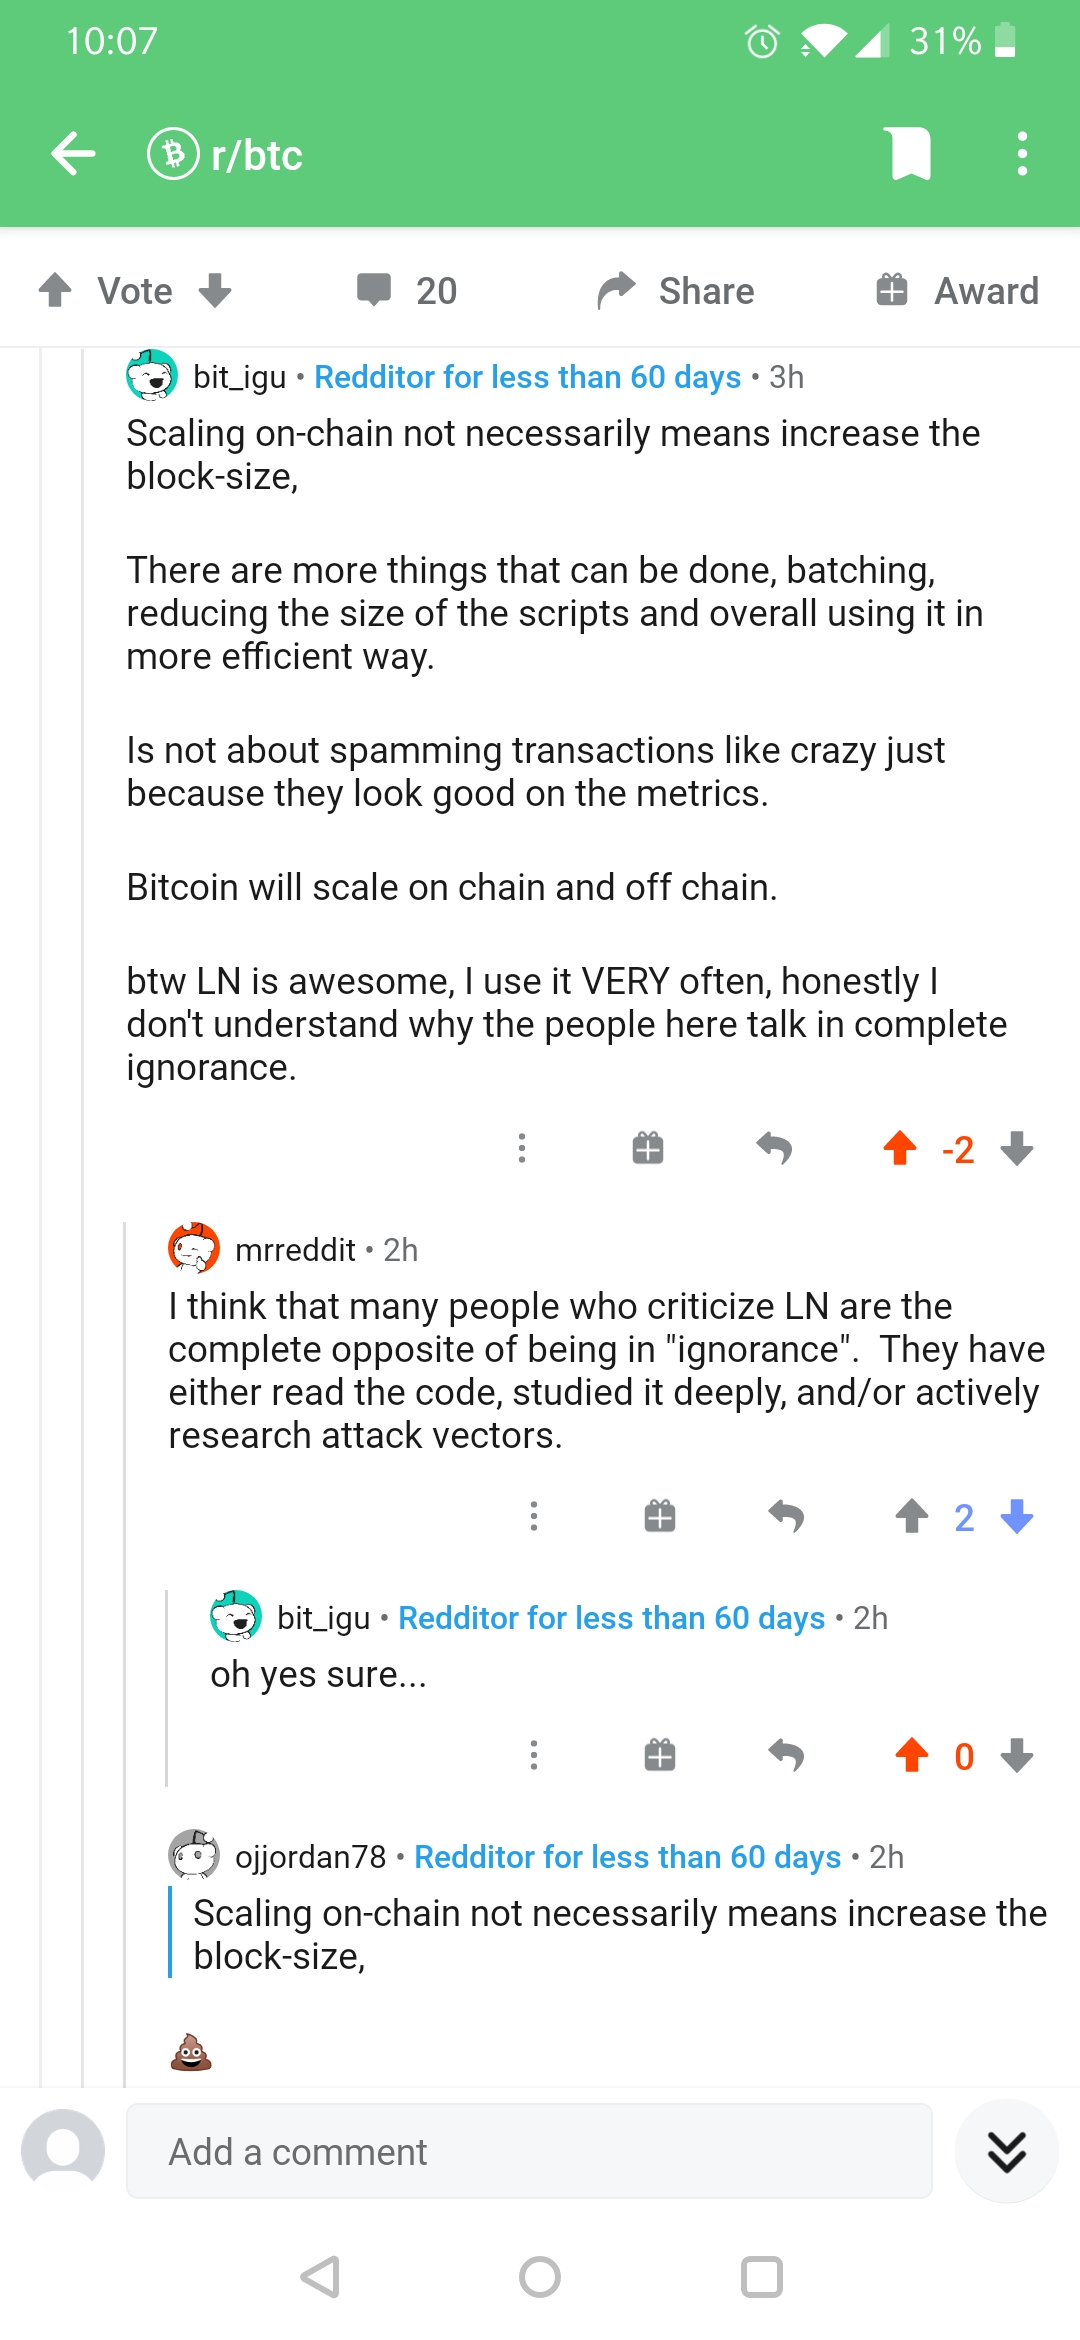 10:07
31%
r/btc
Vote
20
Share
Award
bit_igu • Redditor for less than 60 days • 3h
Scaling on-chain not necessarily means increase the
block-size,
There are more things that can be done, batching,
reducing the size of the scripts and overall using it in
more efficient way.
Is not about spamming transactions like crazy just
because they look good on the metrics.
Bitcoin will scale on chain and off chain.
btw LN is awesome, I use it VERY often, honestly I
don't understand why the people here talk in complete
ignorance.
-2
mrreddit • 2h
I think that many people who criticize LN are the
complete opposite of being in "ignorance".  They have
either read the code, studied it deeply, and/or actively
research attack vectors.
2
bit_igu • Redditor for less than 60 days • 2h
oh yes sure...
0
ojjordan78 • Redditor for less than 60 days • 2h
Scaling on-chain not necessarily means increase the
block-size,
💩
Add a comment